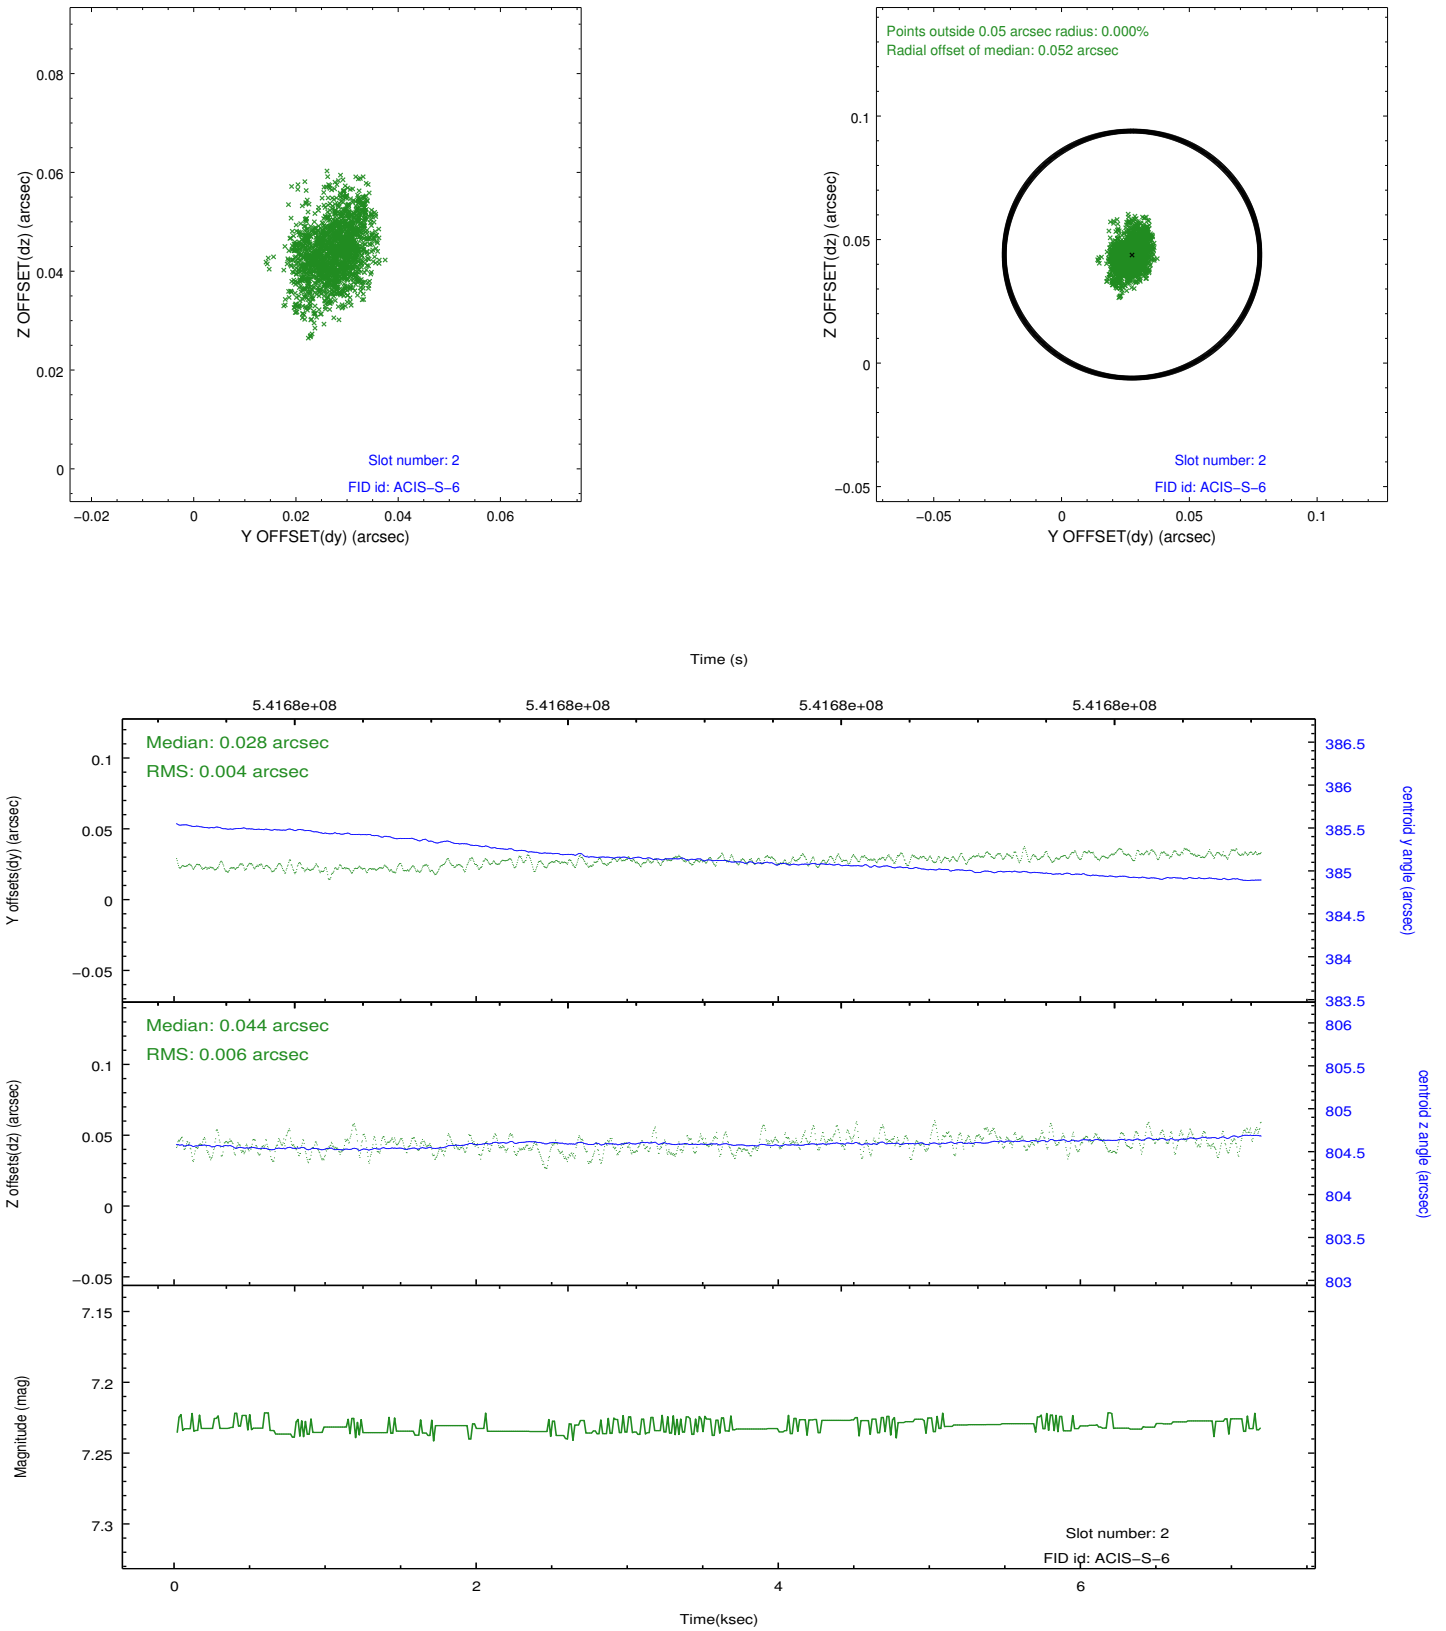 0.08
0.06
0.04
0.02
0
−0.02
0
0.02
0.04
0.06
Z OFFSET(dz) (arcsec)
Y OFFSET(dy) (arcsec)
Slot number: 2
FID id: ACIS−S−6
Points outside 0.05 arcsec radius: 0.000%
Radial offset of median: 0.052 arcsec
0.1
0.05
0
−0.05
−0.05
0
0.05
0.1
Z OFFSET(dz) (arcsec)
Y OFFSET(dy) (arcsec)
Slot number: 2
FID id: ACIS−S−6
Time (s)
5.4168e+08
5.4168e+08
5.4168e+08
5.4168e+08
Median: 0.028 arcsec
RMS: 0.004 arcsec
0.1
0.05
0
−0.05
Y offsets(dy) (arcsec)
386.5
386
385.5
385
384.5
384
383.5
centroid y angle (arcsec)
Median: 0.044 arcsec
RMS: 0.006 arcsec
0.1
0.05
0
−0.05
Z offsets(dz) (arcsec)
806
805.5
805
804.5
804
803.5
803
centroid z angle (arcsec)
7.15
7.2
7.25
7.3
Magnitude (mag)
Slot number: 2
FID id: ACIS−S−6
0
2
4
6
Time(ksec)